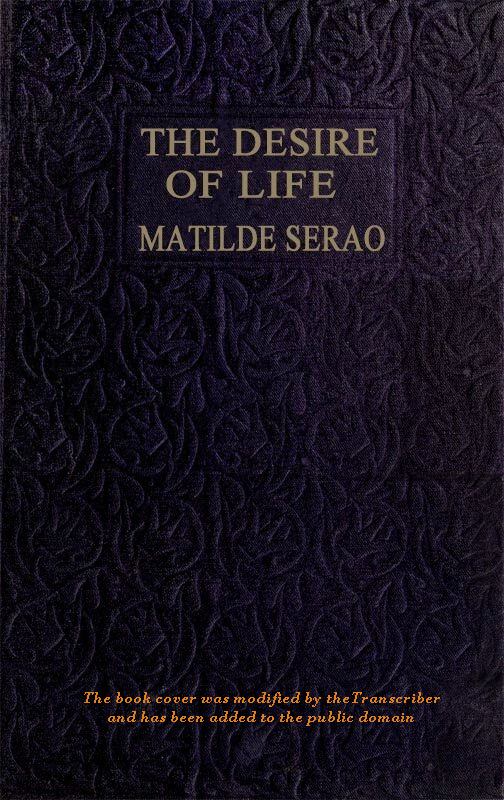 THE DESIRE
OF LIFE
MATILDE SERAO
The book cover was modified by the Transcriber
and has been added to the public domain